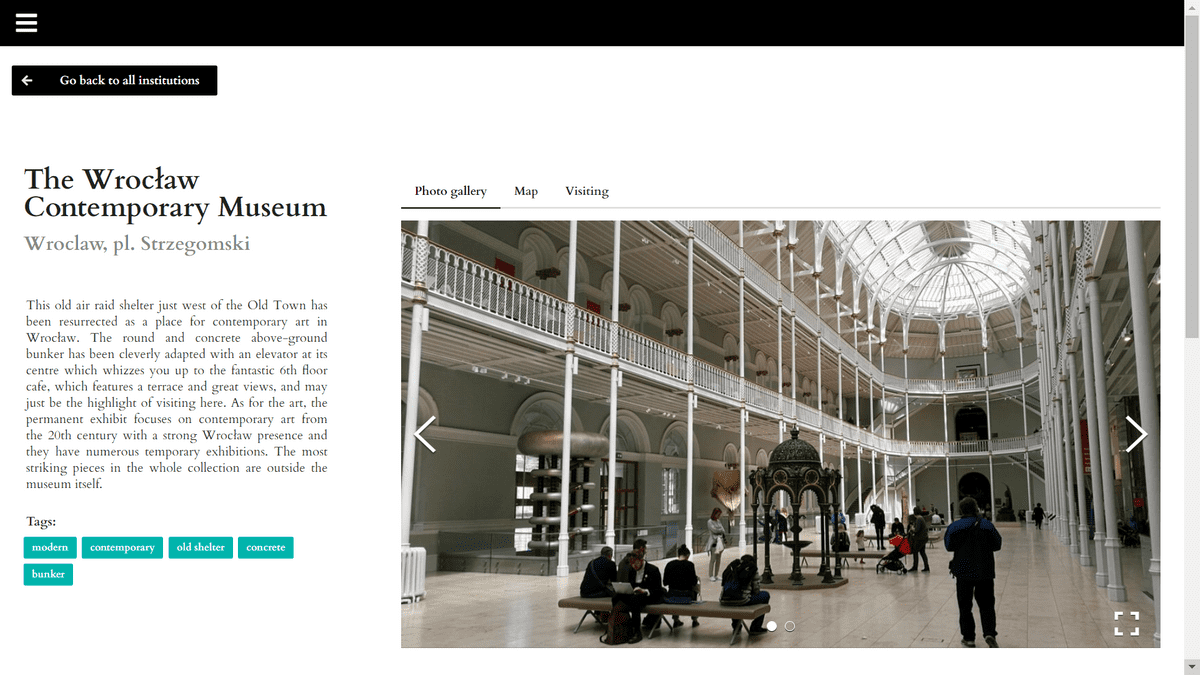 Go back to all institutions
The Wrocław
Contemporary Museum
Wroclaw, pl. Strzegomski
This old air raid shelter just west of the Old Town has
been resurrected as a place for contemporary art in
Wrocław. The round and concrete above-ground
bunker has been cleverly adapted with an elevator at its
centre which whizzes you up to the fantastic 6th floor
cafe, which features a terrace and great views, and may
just be the highlight of visiting here. As for the art, the
permanent exhibit focuses on contemporary art from
the 20th century with a strong Wrocław presence and
they have numerous temporary exhibitions. The most
striking pieces in the whole collection are outside the
museum itself.
Tags:
modern contemporary old shelter concrete
bunker
Photo gallery Map Visiting